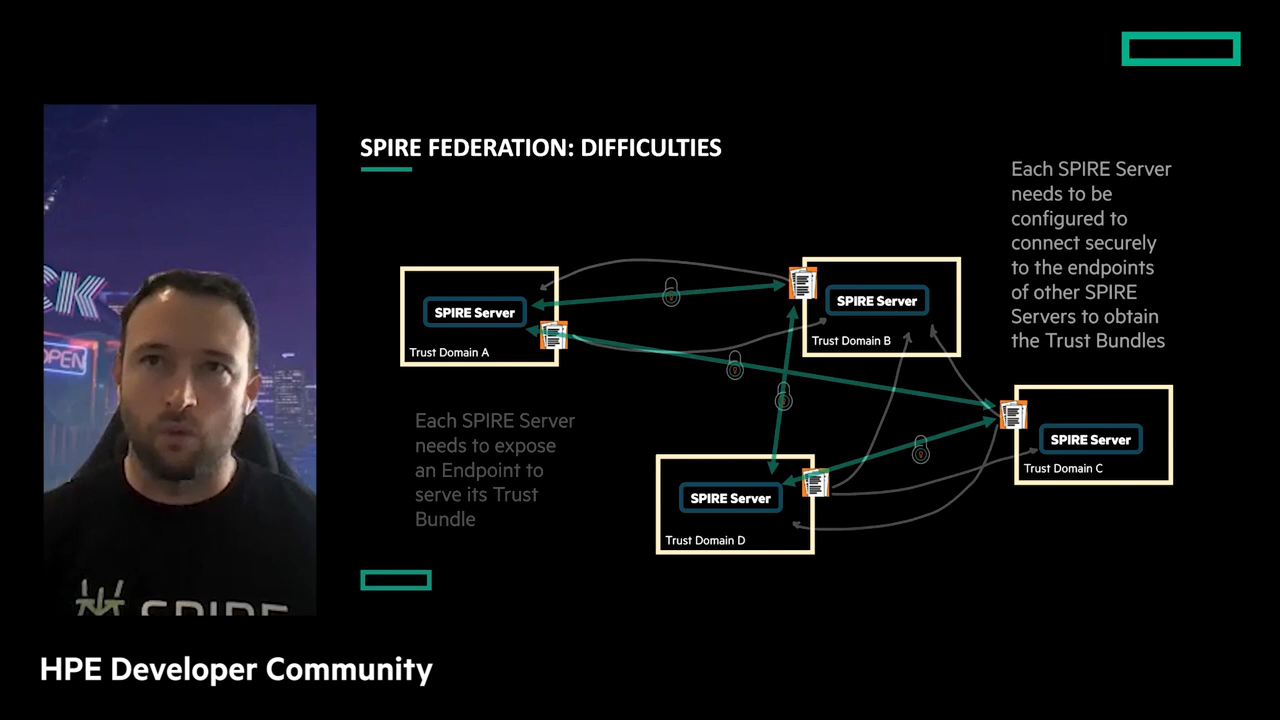 SPIRE FEDERATION: DIFFICULTIES
Each SPIRE Server
needs to be
configured to
connect securely
to the endpoints
of other SPIRE
Servers to obtain
the Trust Bundles
SPIRE Server
Trust Domain A
SPIRE Server
Trust Domain B
SPIRE Server
Trust Domain C
SPIRE Server
Trust Domain D
Each SPIRE Server
needs to expose
an Endpoint to
serve its Trust
Bundle
CK
OPEN
SPIRE
HPE Developer Community